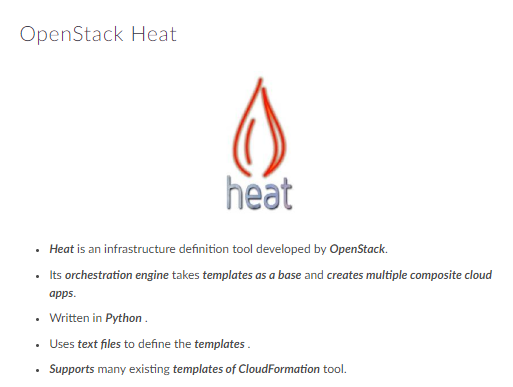 OpenStack Heat
heat
• Heat is an infrastructure definition tool developed by OpenStack.
• Its orchestration engine takes templates as a base and creates multiple composite cloud
apps.
• Written in Python .
• Uses text files to define the templates .
• Supports many existing templates of CloudFormation tool.